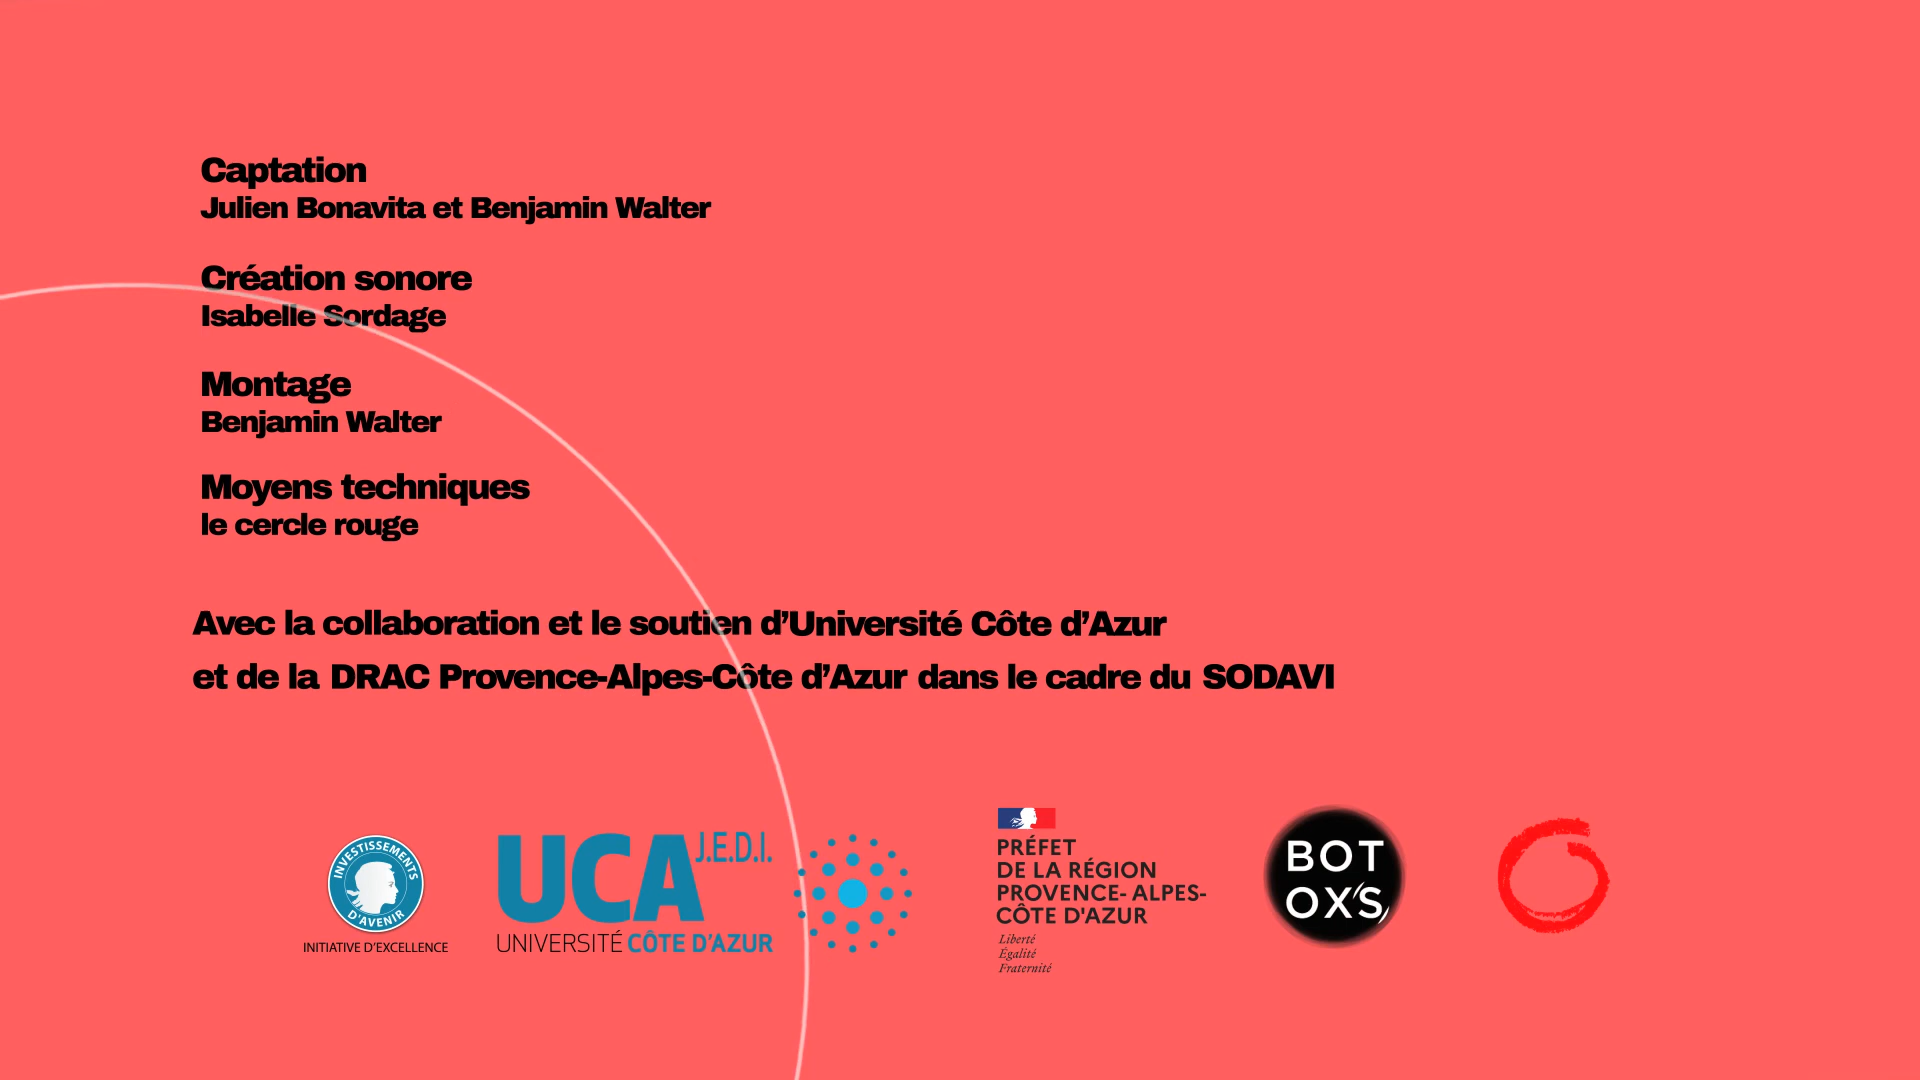 Captation
Julien Bonavita et Benjamin Walter
Création sonore
Isabelle Sordage
Montage
Benjamin Walter
Moyens techniques
le cercle rouge
Avec la collaboration et le soutien d’Université Côte d’Azur
et de la DRAC Provence-Alpes-Côte d’Azur dans le cadre du SODAVI
INVESTISSEMENTS
D'AVENIR
INITIATIVE D'EXCELLENCE
UCA J.E.D.I.
UNIVERSITÉ CÔTE D'AZUR
PRÉFET
DE LA RÉGION
PROVENCE- ALPES-
CÔTE D'AZUR
Liberté
Égalité
Fraternité
BOT
OX'S